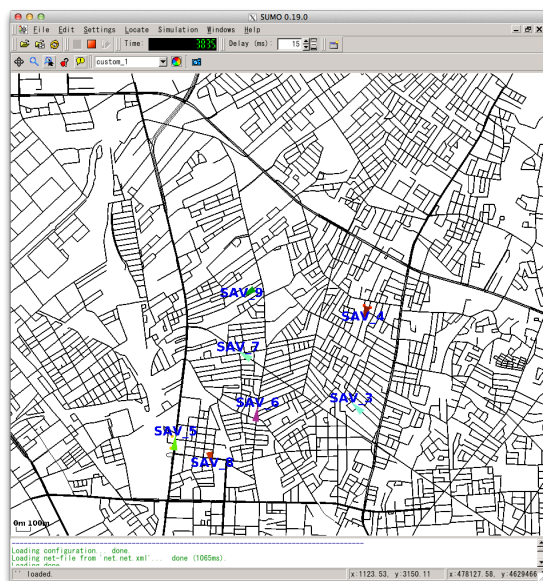 SUMO 0.19.0
File Edit Settings Locate Simulation Windows Help
Time: 3835 Delay (ms): 15
custom_1
SAV_9
SAV_4
SAV_7
SAV_3
SAV_6
SAV_5
SAV_8
0m 100m
Loading configuration... done.
Loading net-file from 'net.net.xml'... done (1065ms).
Loading done.
'' loaded.
x:1123.53, y:3150.11
x:478127.58, y:4629466